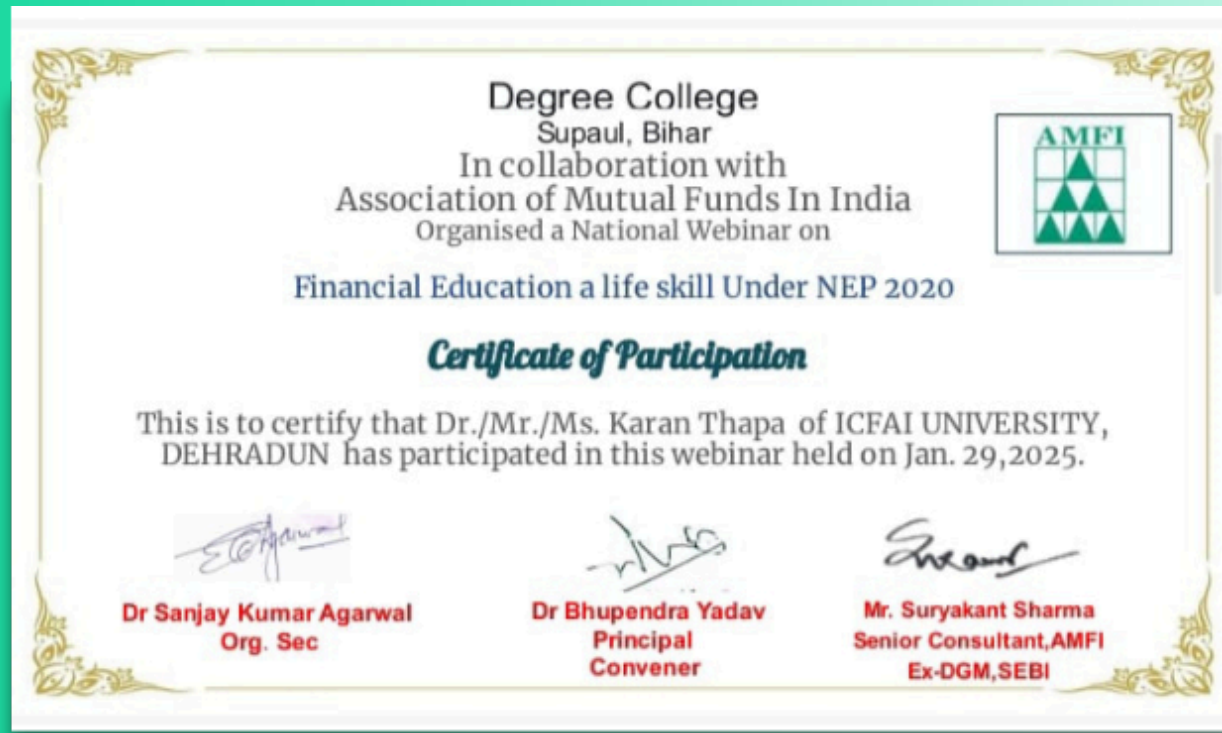 Degree College
Supaul, Bihar
In collaboration with
Association of Mutual Funds In India
Organised a National Webinar on
AMFI
Financial Education a life skill Under NEP 2020
Certificate of Participation
This is to certify that Dr./Mr./Ms. Karan Thapa of ICFAI UNIVERSITY,
DEHRADUN has participated in this webinar held on Jan. 29,2025.
Dr Sanjay Kumar Agarwal
Org. Sec
Dr Bhupendra Yadav
Principal
Convener
Mr. Suryakant Sharma
Senior Consultant,AMFI
Ex-DGM,SEBI